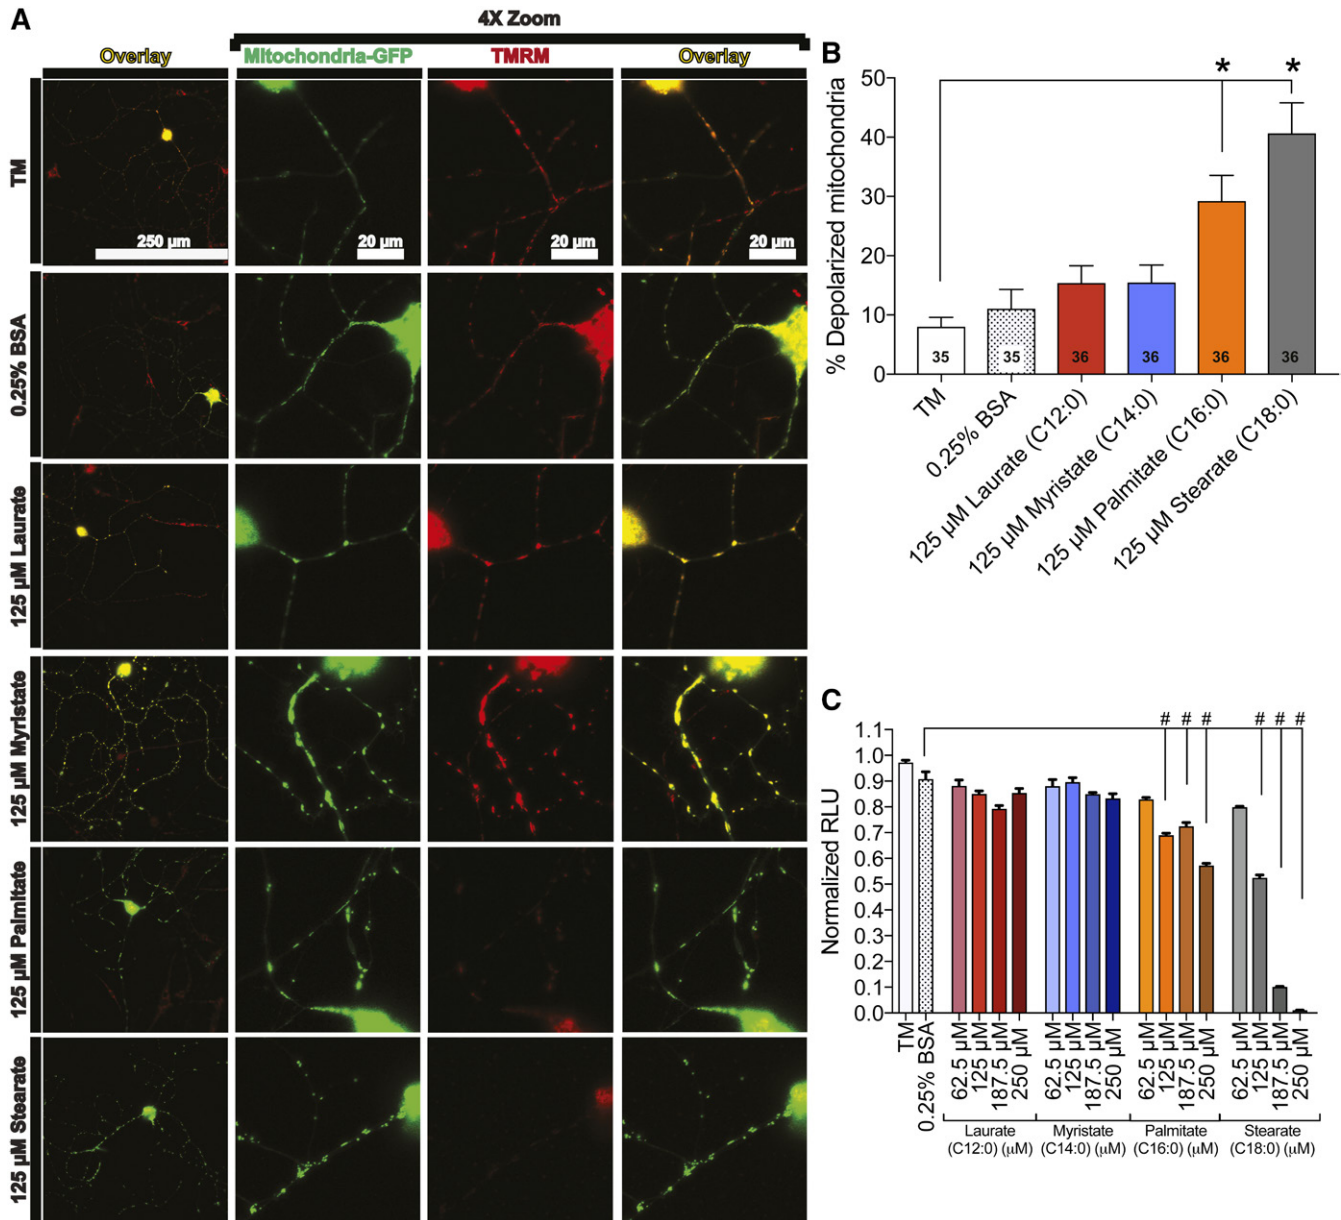 A
4X Zoom
Overlay
Mitochondria-GFP
TMRM
Overlay
TM
250 µm
20 µm
20 µm
20 µm
0.25% BSA
125 µM Laurate
125 µM Myristate
125 µM Palmitate
125 µM Stearate
B
% Depolarized mitochondria
50
40
30
20
10
0
* *
35 35 36 36 36 36
TM
0.25% BSA
125 µM Laurate (C12:0)
125 µM Myristate (C14:0)
125 µM Palmitate (C16:0)
125 µM Stearate (C18:0)
C
Normalized RLU
1.1
1.0
0.9
0.8
0.7
0.6
0.5
0.4
0.3
0.2
0.1
0.0
# # # # # #
TM
0.25% BSA
62.5 µM
125 µM
187.5 µM
250 µM
62.5 µM
125 µM
187.5 µM
250 µM
62.5 µM
125 µM
187.5 µM
250 µM
62.5 µM
125 µM
187.5 µM
250 µM
Laurate
(C12:0) (µM)
Myristate
(C14:0) (µM)
Palmitate
(C16:0) (µM)
Stearate
(C18:0) (µM)